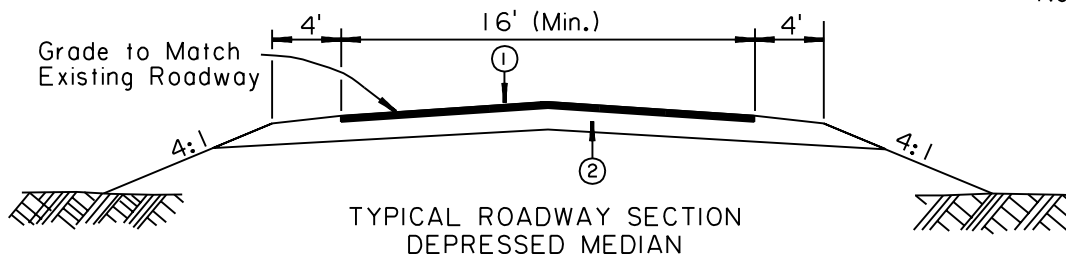 4'
16' (Min.)
4'
Grade to Match
Existing Roadway
1
4:1
4:1
2
TYPICAL ROADWAY SECTION
DEPRESSED MEDIAN